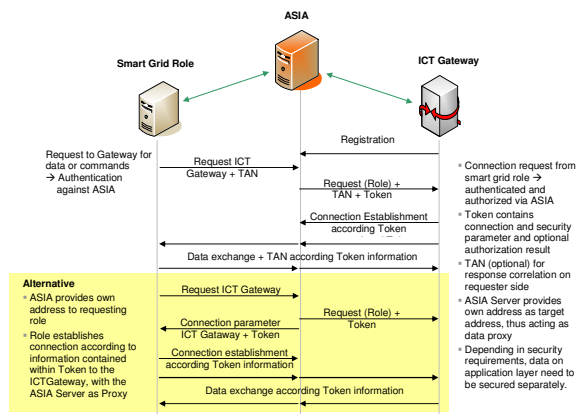 ASIA
Smart Grid Role
ICT Gateway
Registration
Request to Gateway for
data or commands
→ Authentication
against ASIA
Request ICT
Gateway + TAN
Request (Role) +
TAN + Token
Connection Establishment
according Token
Data exchange + TAN according Token information
▪ Connection request from
smart grid role →
authenticated and
authorized via ASIA
▪ Token contains
connection and security
parameter and optional
authorization result
▪ TAN (optional) for
response correlation on
requester side
▪ ASIA Server provides
own address as target
address, thus acting as
data proxy
▪ Depending in security
requirements, data on
application layer need to
be secured separately.
Alternative
▪ ASIA provides own
address to requesting
role
▪ Role establishes
connection according to
information contained
within Token to the
ICTGateway, with the
ASIA Server as Proxy
Request ICT Gateway
Request (Role) +
Token
Connection parameter
ICT Gataway + Token
Connection establishment
according Token information
Data exchange according Token information